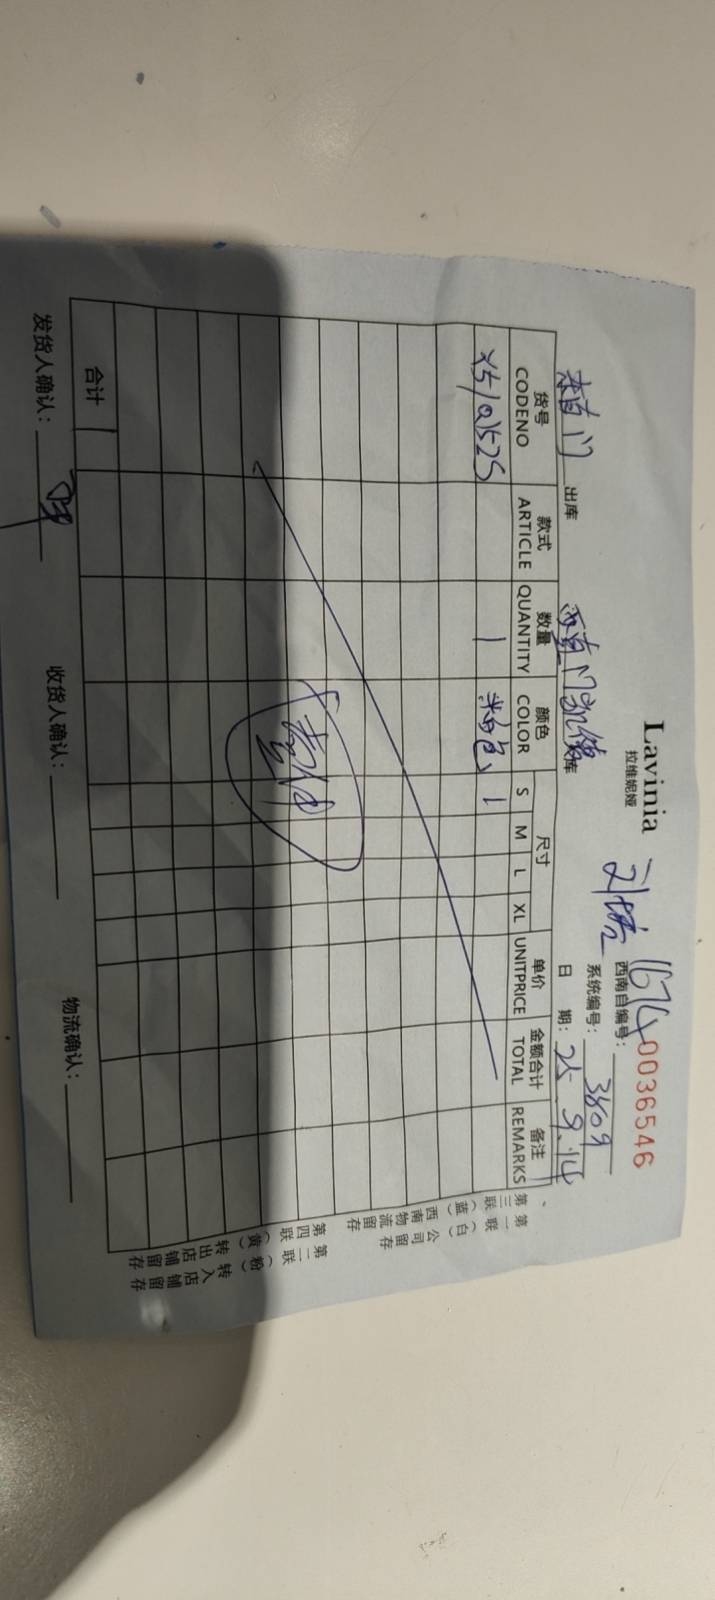 Lavinia
拉维妮娅
0036546
西南自编号： 1674
系统编号： 3809
出库
库
日 期： 25.9.14
货号 款式 数量 颜色 尺寸 单价 金额合计 备注
CODENO ARTICLE QUANTITY COLOR S M L XL UNITPRICE TOTAL REMARKS
1 粉色 1
合计
发货人确认： 收货人确认： 物流确认：
第一联（白）公司留存
第三联（蓝）西南物流留存
第二联（粉）转入店铺留存
第四联（黄）转出店铺留存